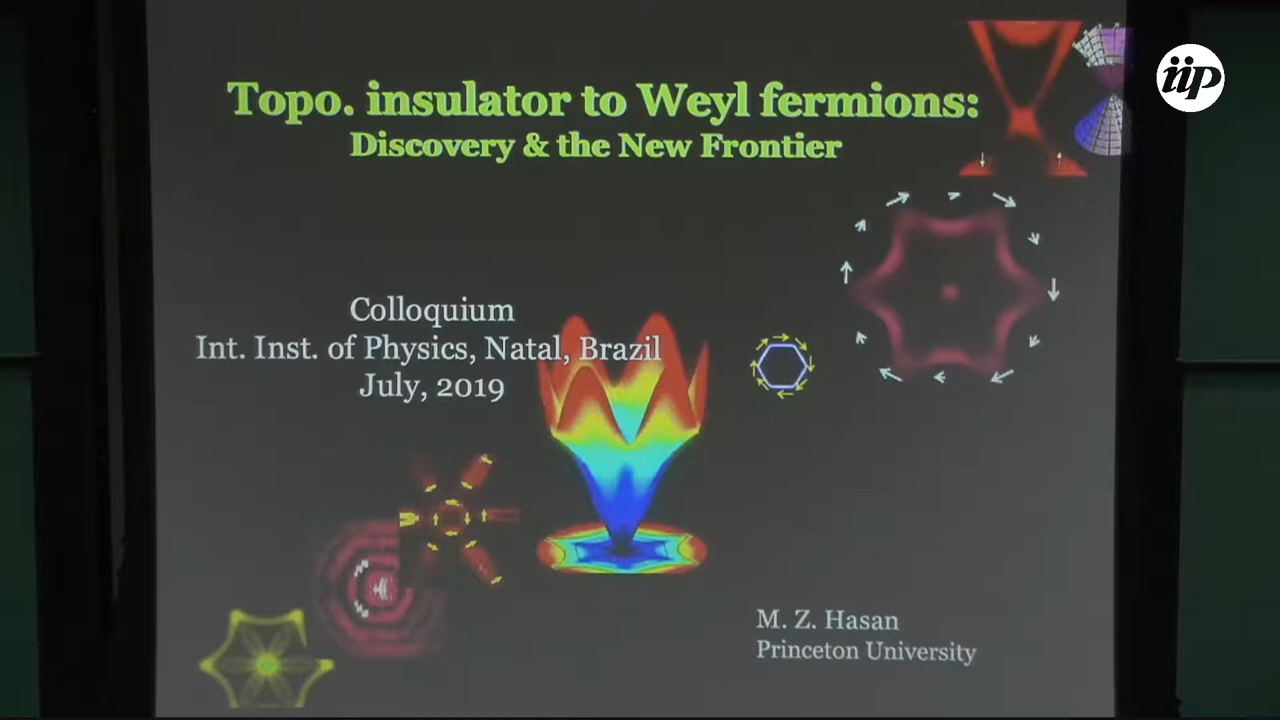 Topo. insulator to Weyl fermions:
Discovery & the New Frontier
iip
Colloquium
Int. Inst. of Physics, Natal, Brazil
July, 2019
M. Z. Hasan
Princeton University